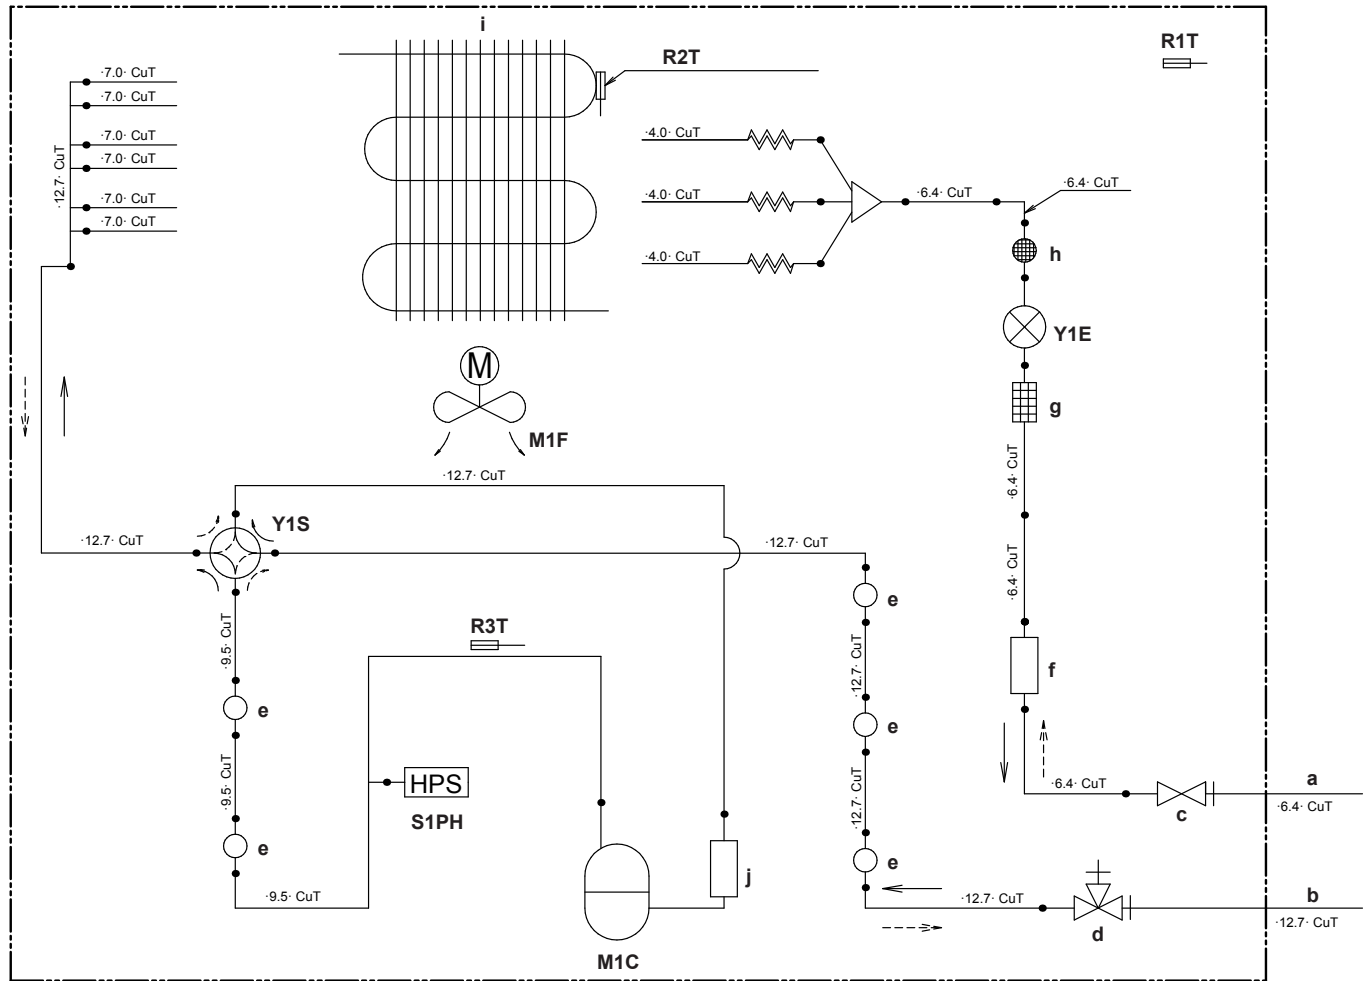 i
R1T
R2T
·7.0· CuT
·7.0· CuT
·7.0· CuT
·7.0· CuT
·7.0· CuT
·7.0· CuT
·12.7· CuT
·4.0· CuT
·4.0· CuT
·4.0· CuT
·6.4· CuT
·6.4· CuT
h
Y1E
g
M
M1F
·6.4· CuT
·6.4· CuT
·12.7· CuT
Y1S
·12.7· CuT
·12.7· CuT
e
R3T
·9.5· CuT
·12.7· CuT
f
e
e
·9.5· CuT
·12.7· CuT
HPS
S1PH
·6.4· CuT
a
·6.4· CuT
c
e
e
j
·9.5· CuT
·12.7· CuT
b
·12.7· CuT
d
M1C